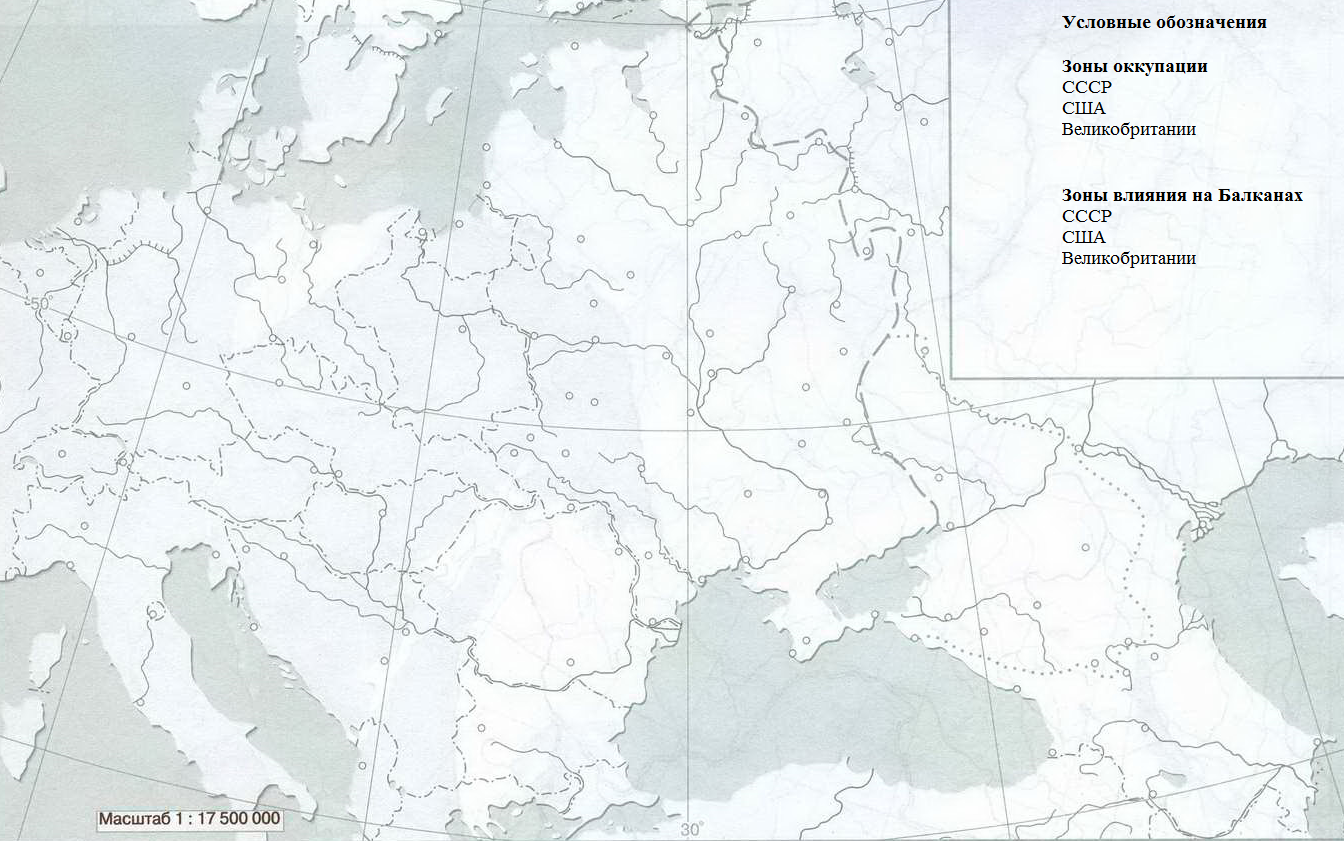 Условные обозначения
Зоны оккупации
СССР
США
Великобритании
Зоны влияния на Балканах
СССР
США
Великобритании
50°
Масштаб 1 : 17 500 000
30°